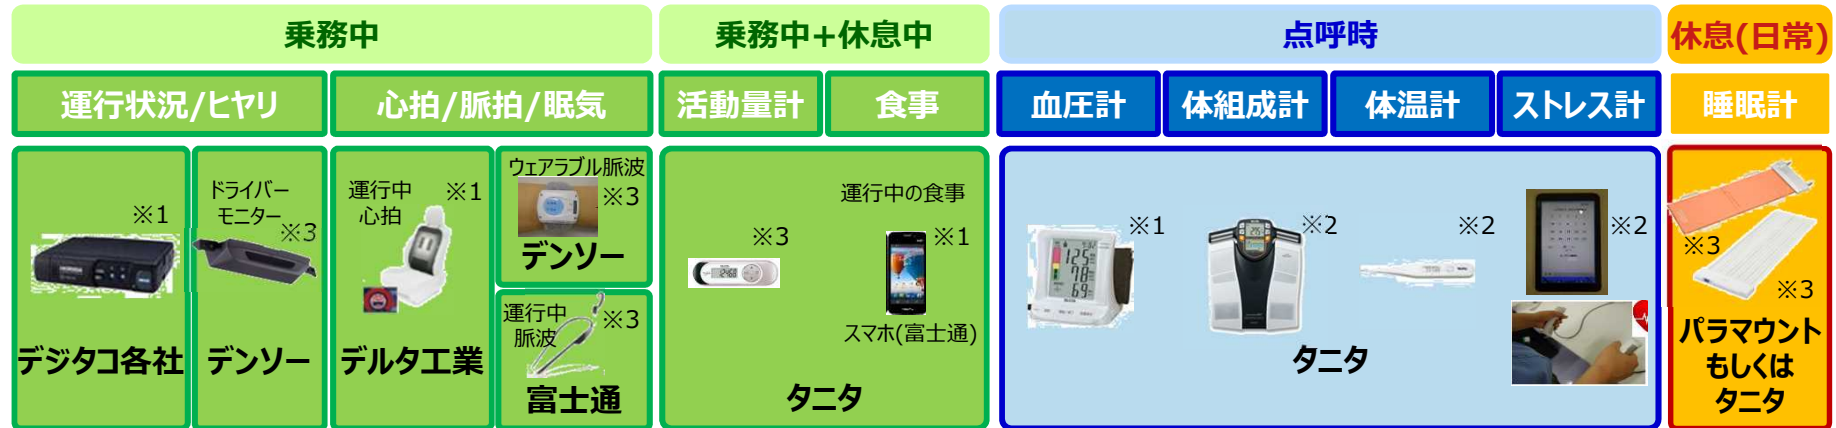 乗務中
乗務中+休息中
点呼時
休息(日常)
運行状況/ヒヤリ
心拍/脈拍/眠気
活動量計
食事
血圧計
体組成計
体温計
ストレス計
睡眠計
※1
デジタコ各社
ドライバー
モニター
※3
デンソー
運行中
心拍
※1
デルタ工業
ウェアラブル脈波
※3
デンソー
運行中
脈波
※3
富士通
※3
運行中の食事
※1
スマホ(富士通)
タニタ
※1
125
78
69
※2
※2
※2
タニタ
※3
※3
パラマウント
もしくは
タニタ